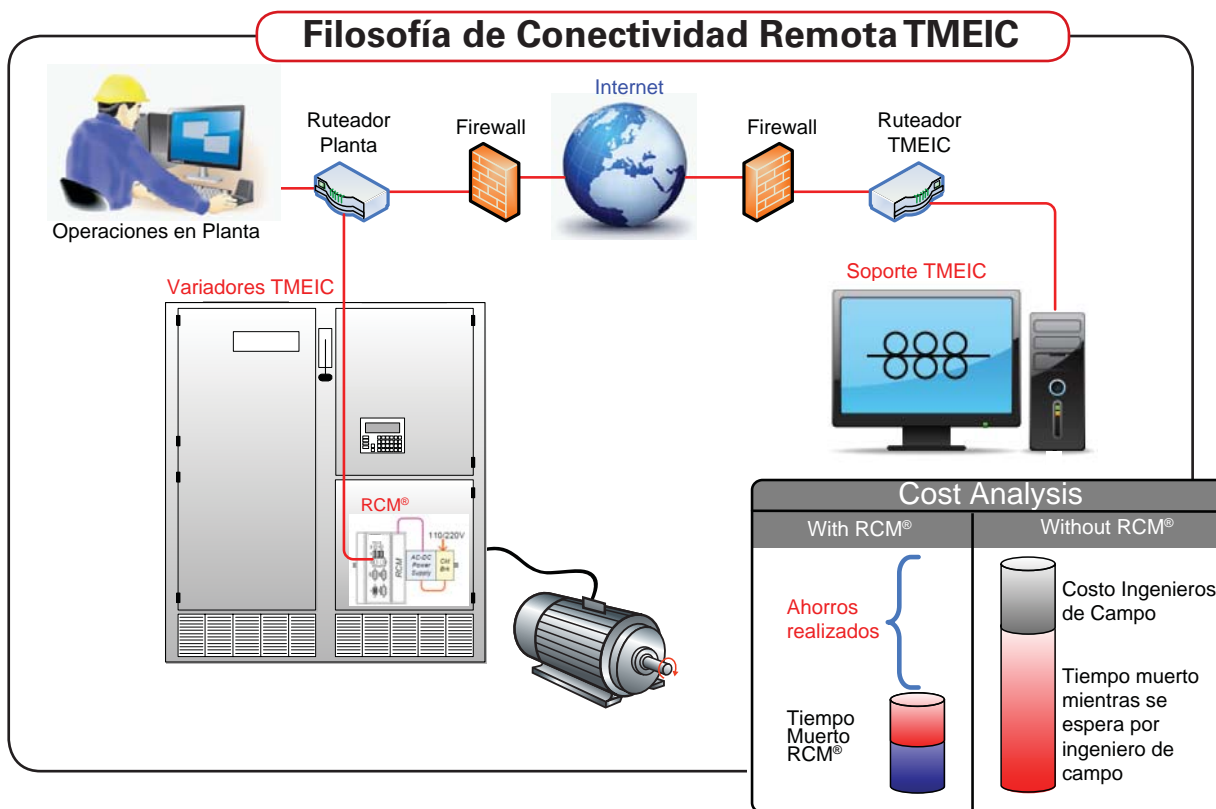 Filosofía de Conectividad Remota TMEIC
Internet
Ruteador
Planta
Firewall
Firewall
Ruteador
TMEIC
Operaciones en Planta
Variadores TMEIC
Soporte TMEIC
RCM®
110/220V
RCM
AC-DC
Power
Supply
Ckt
Brk
Cost Analysis
With RCM®
Without RCM®
Ahorros
realizados
Costo Ingenieros
de Campo
Tiempo
Muerto
RCM®
Tiempo muerto
mientras se
espera por
ingeniero de
campo